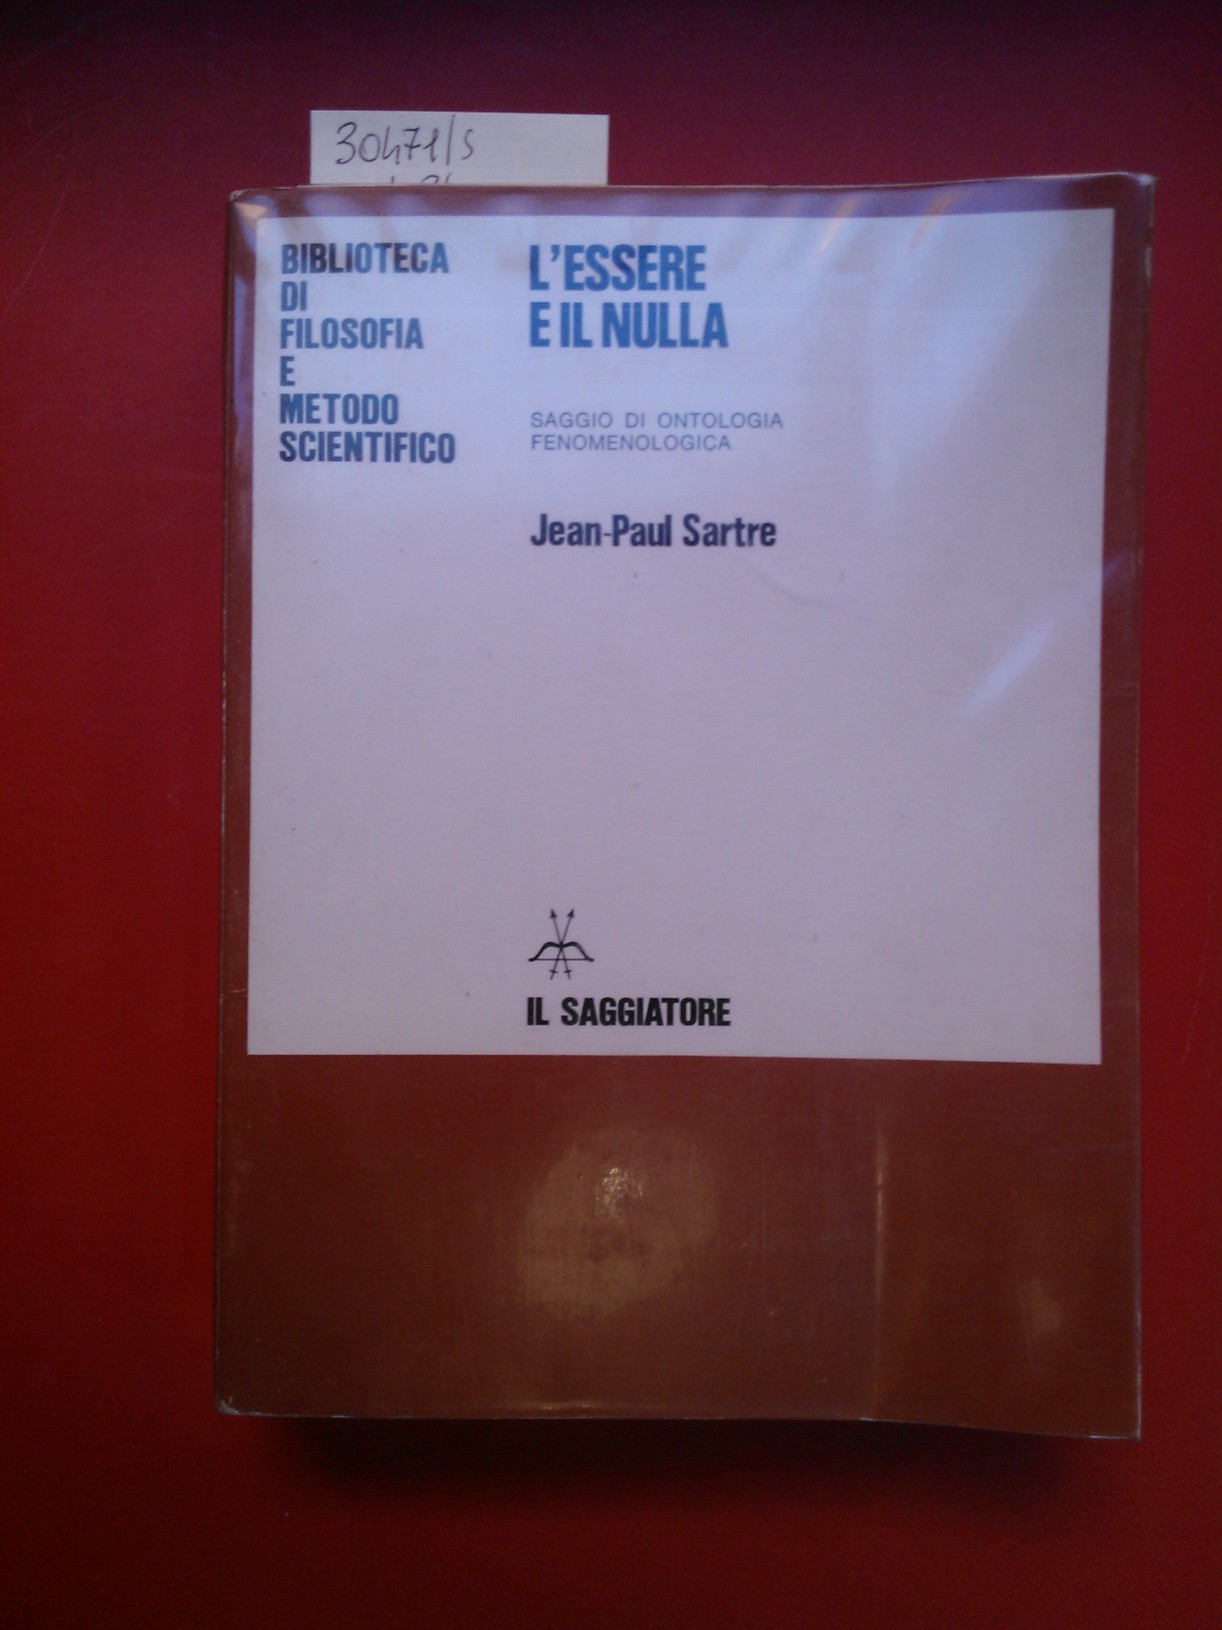 30471/s
BIBLIOTECA
DI
FILOSOFIA
E
METODO
SCIENTIFICO
L'ESSERE
E IL NULLA
SAGGIO DI ONTOLOGIA
FENOMENOLOGICA
Jean-Paul Sartre
IL SAGGIATORE